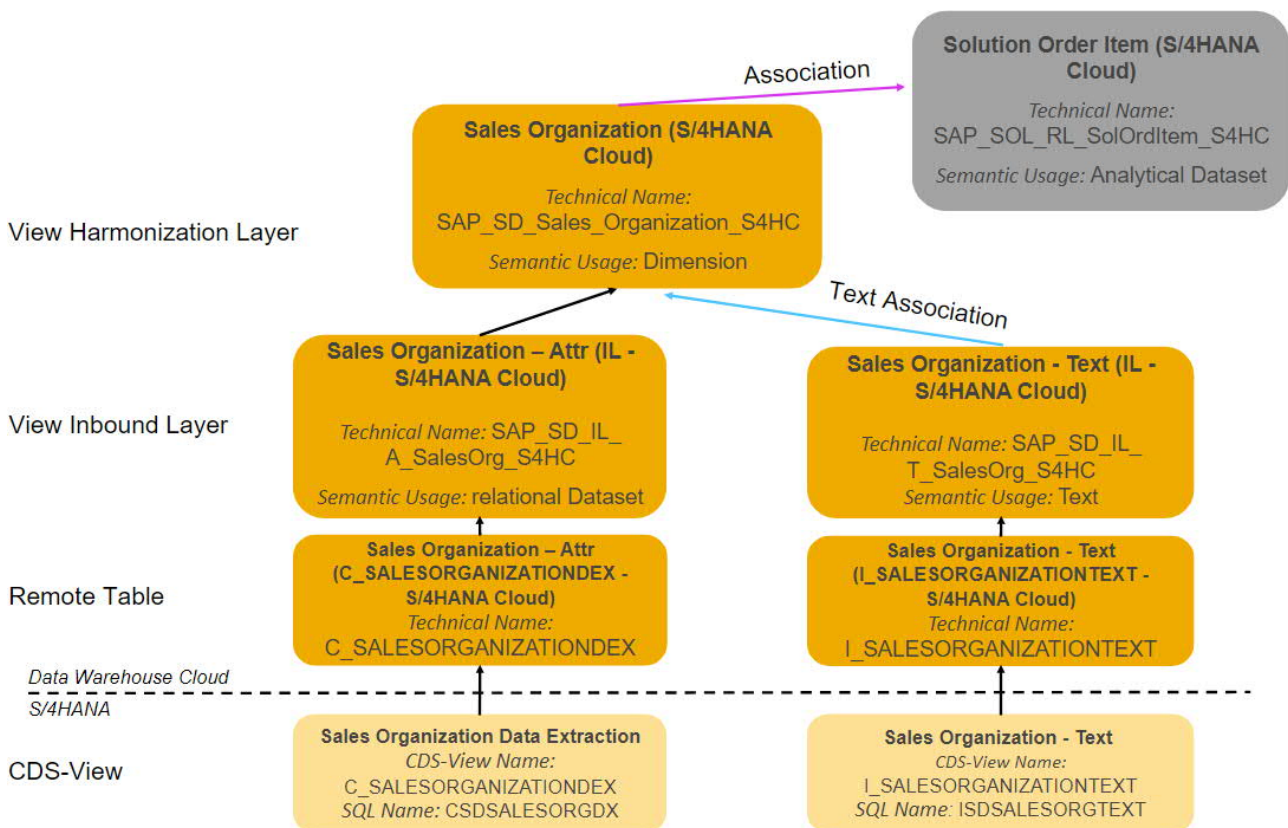 Solution Order Item (S/4HANA
Cloud)
Technical Name:
SAP_SOL_RL_SolOrdItem_S4HC
Semantic Usage: Analytical Dataset
Association
Sales Organization (S/4HANA
Cloud)
Technical Name:
SAP_SD_Sales_Organization_S4HC
Semantic Usage: Dimension
View Harmonization Layer
Text Association
Sales Organization – Attr (IL -
S/4HANA Cloud)
Technical Name: SAP_SD_IL_
A_SalesOrg_S4HC
Semantic Usage: relational Dataset
Sales Organization - Text (IL -
S/4HANA Cloud)
Technical Name: SAP_SD_IL_
T_SalesOrg_S4HC
Semantic Usage: Text
View Inbound Layer
Sales Organization – Attr
(C_SALESORGANIZATIONDEX -
S/4HANA Cloud)
Technical Name:
C_SALESORGANIZATIONDEX
Sales Organization - Text
(I_SALESORGANIZATIONTEXT -
S/4HANA Cloud)
Technical Name:
I_SALESORGANIZATIONTEXT
Remote Table
Data Warehouse Cloud
S/4HANA
Sales Organization Data Extraction
CDS-View Name:
C_SALESORGANIZATIONDEX
SQL Name: CSDSALESORGDX
Sales Organization - Text
CDS-View Name:
I_SALESORGANIZATIONTEXT
SQL Name: ISDSALESORGTEXT
CDS-View